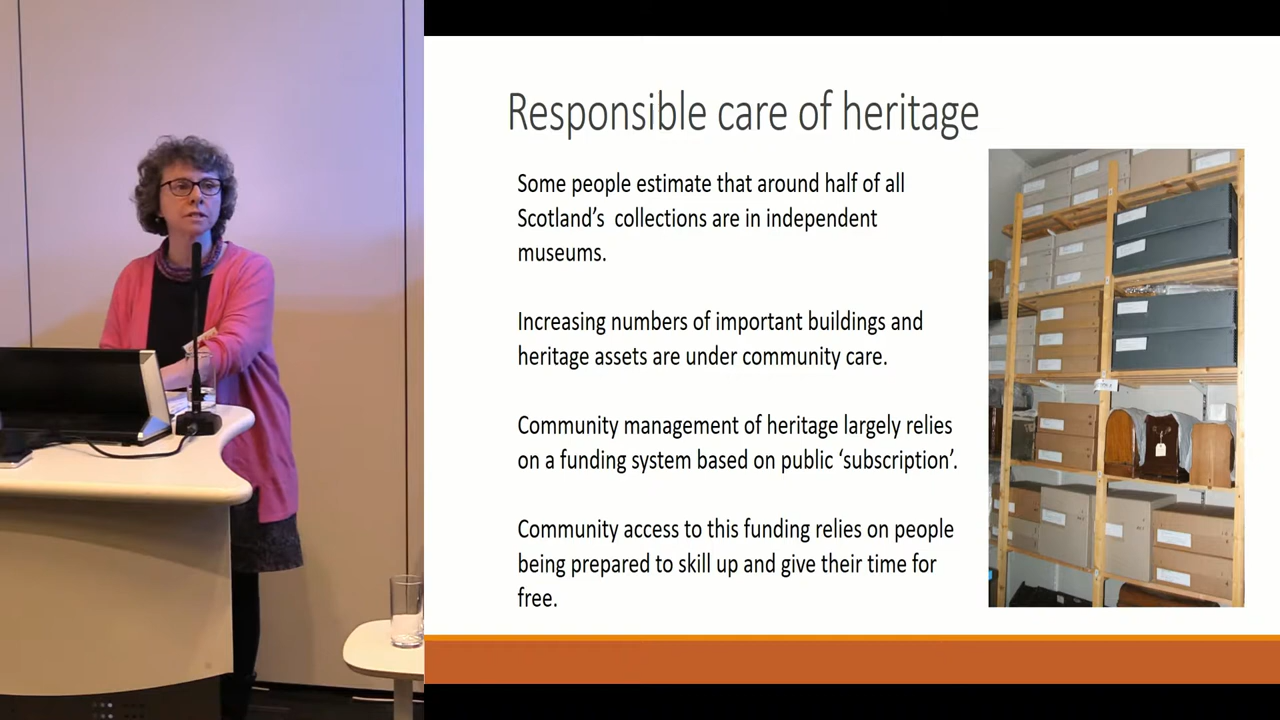 Responsible care of heritage
Some people estimate that around half of all
Scotland’s  collections are in independent
museums.
Increasing numbers of important buildings and
heritage assets are under community care.
Community management of heritage largely relies
on a funding system based on public ‘subscription’.
Community access to this funding relies on people
being prepared to skill up and give their time for
free.